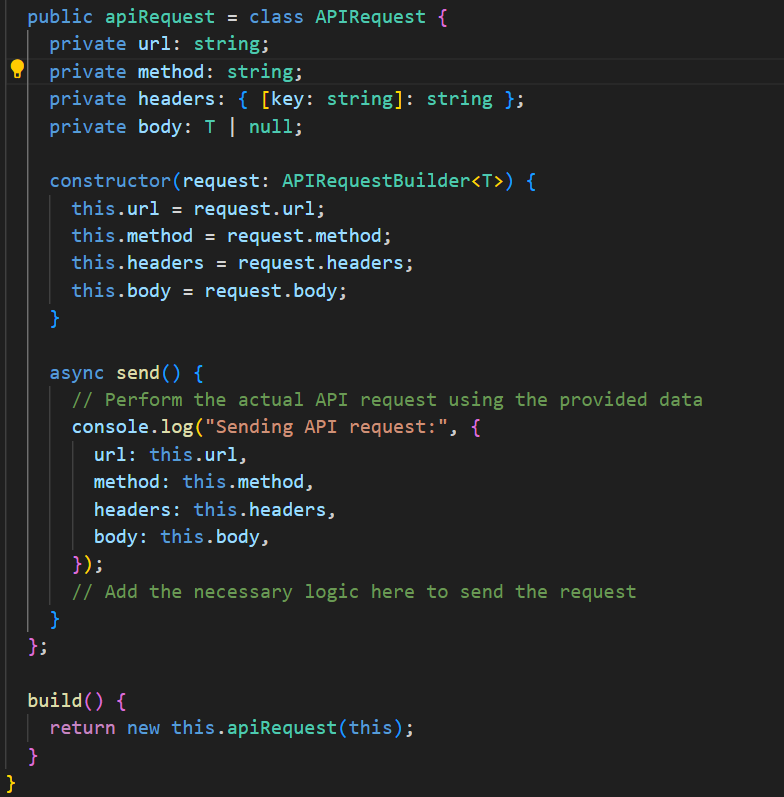 public apiRequest = class APIRequest {
private url: string;
private method: string;
private headers: { [key: string]: string };
private body: T | null;
constructor(request: APIRequestBuilder<T>) {
this.url = request.url;
this.method = request.method;
this.headers = request.headers;
this.body = request.body;
}
async send() {
// Perform the actual API request using the provided data
console.log("Sending API request:", {
url: this.url,
method: this.method,
headers: this.headers,
body: this.body,
});
// Add the necessary logic here to send the request
}
};
build() {
return new this.apiRequest(this);
}
}